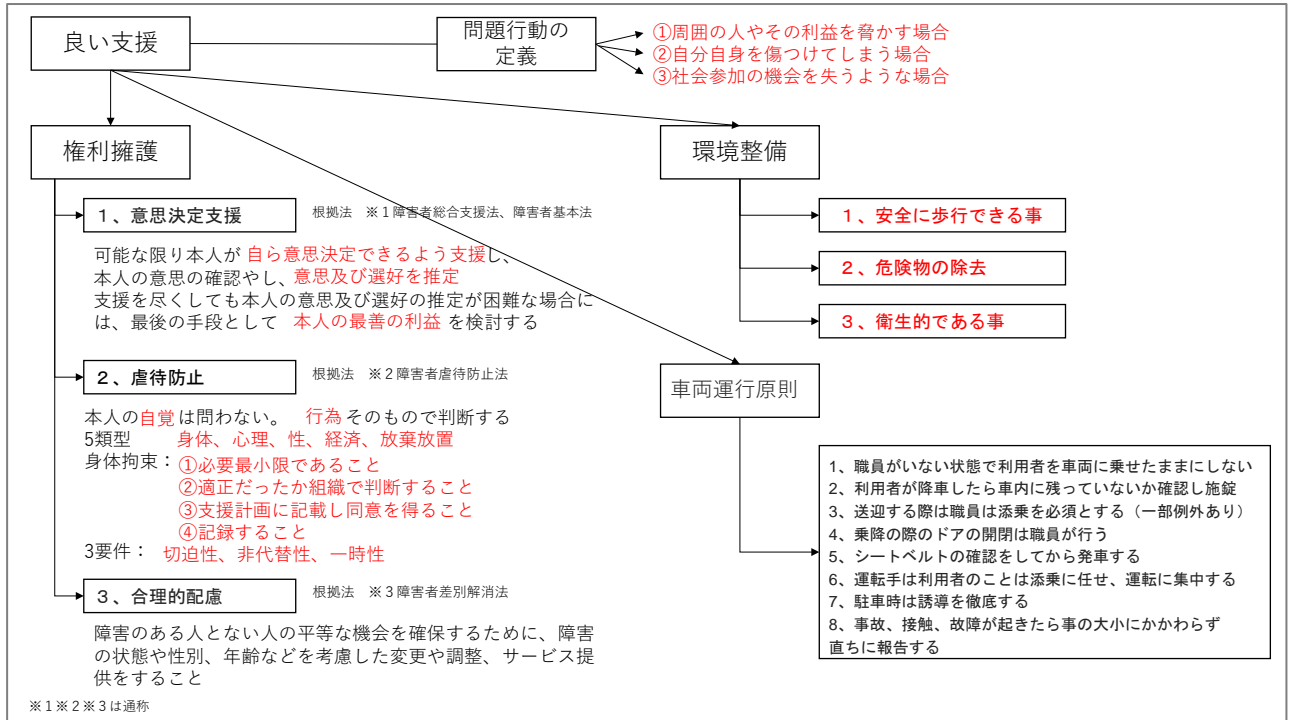 良い支援
問題行動の
定義
①周囲の人やその利益を脅かす場合
②自分自身を傷つけてしまう場合
③社会参加の機会を失うような場合
権利擁護
環境整備
1、意思決定支援
根拠法　※1障害者総合支援法、障害者基本法
可能な限り本人が 自ら意思決定できるよう支援し、
本人の意思の確認やし、意思及び選好を推定
支援を尽くしても本人の意思及び選好の推定が困難な場合に
は、最後の手段として　本人の最善の利益 を検討する
1、安全に歩行できる事
2、危険物の除去
3、衛生的である事
2、虐待防止
根拠法　※2障害者虐待防止法
本人の自覚は問わない。　行為そのもので判断する
5類型　　身体、心理、性、経済、放棄放置
身体拘束：①必要最小限であること
②適正だったか組織で判断すること
③支援計画に記載し同意を得ること
④記録すること
3要件：　切迫性、非代替性、一時性
車両運行原則
1、職員がいない状態で利用者を車両に乗せたままにしない
2、利用者が降車したら車内に残っていないか確認し施錠
3、送迎する際は職員は添乗を必須とする（一部例外あり）
4、乗降の際のドアの開閉は職員が行う
5、シートベルトの確認をしてから発車する
6、運転手は利用者のことは添乗に任せ、運転に集中する
7、駐車時は誘導を徹底する
8、事故、接触、故障が起きたら事の大小にかかわらず
直ちに報告する
3、合理的配慮
根拠法　※3障害者差別解消法
障害のある人とない人の平等な機会を確保するために、障害
の状態や性別、年齢などを考慮した変更や調整、サービス提
供をすること
※1※2※3は通称